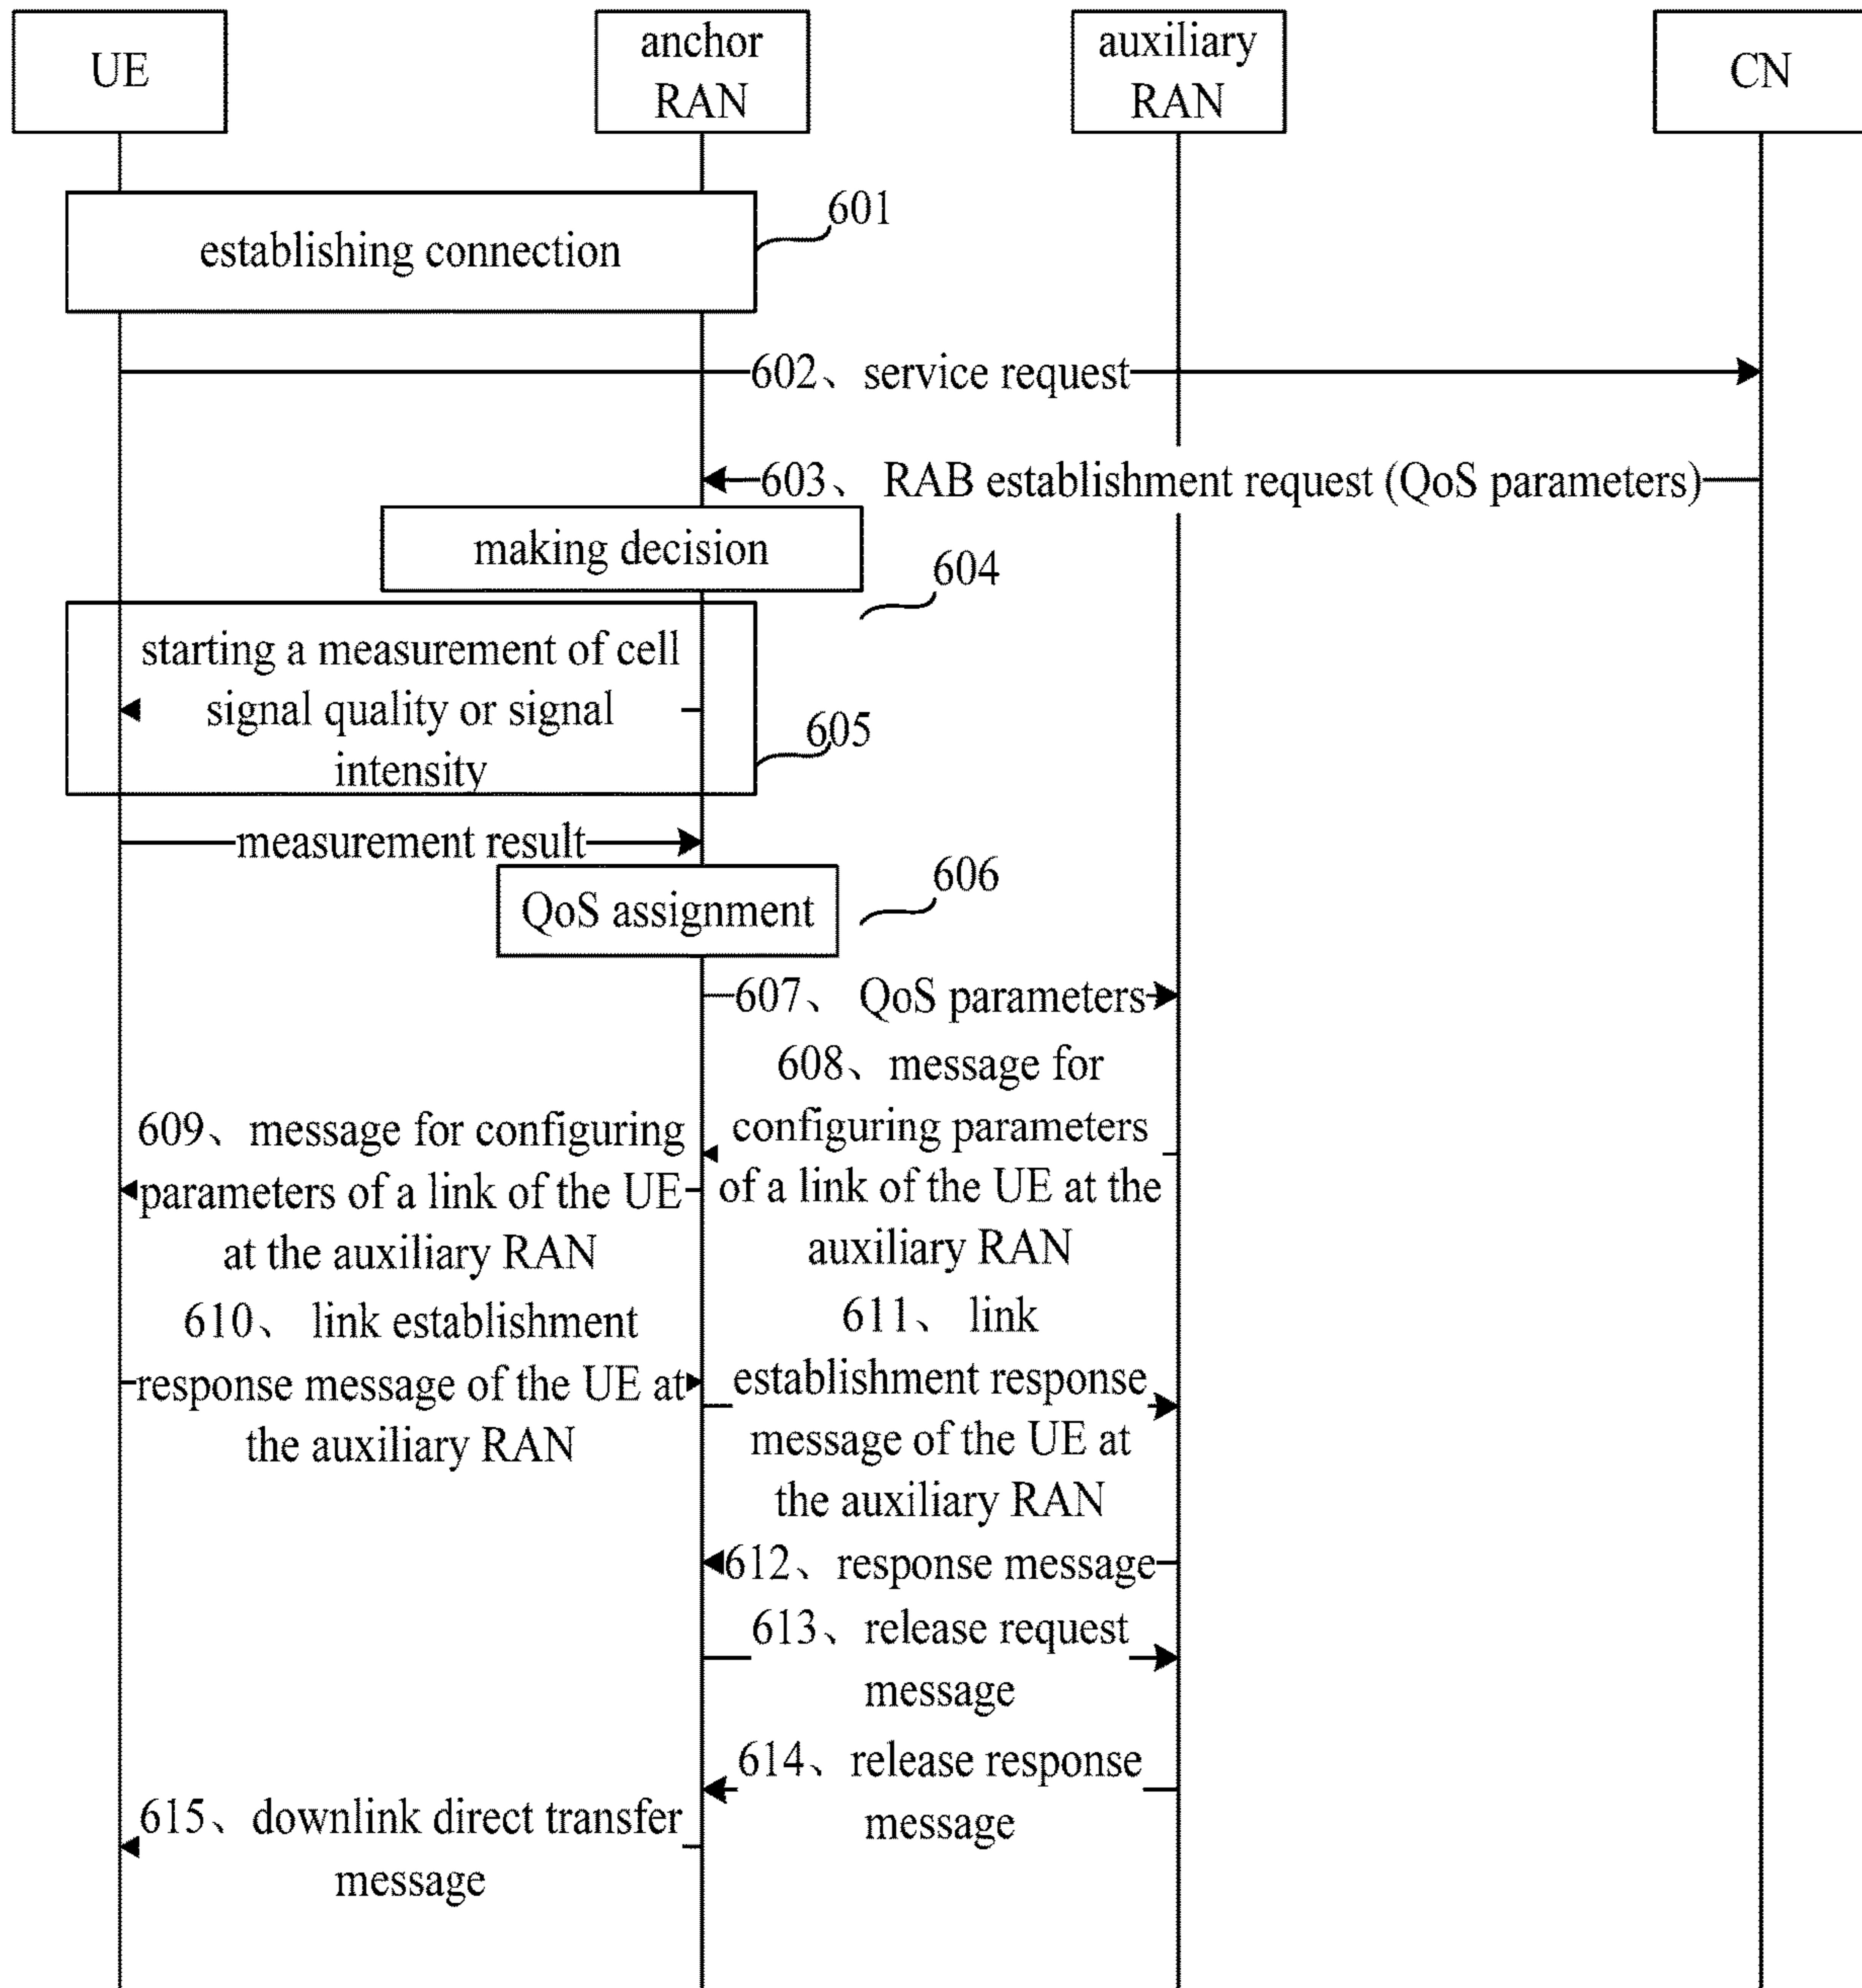 UE
anchor
RAN
auxiliary
RAN
CN
601
establishing connection
602、service request
603、 RAB establishment request (QoS parameters)
making decision
604
starting a measurement of cell
signal quality or signal
intensity
605
measurement result
606
QoS assignment
607、 QoS parameters
608、message for
configuring parameters
of a link of the UE at the
auxiliary RAN
609、message for configuring
parameters of a link of the UE
at the auxiliary RAN
610、 link establishment
response message of the UE at
the auxiliary RAN
611、 link
establishment response
message of the UE at
the auxiliary RAN
612、response message
613、release request
message
614、release response
message
615、downlink direct transfer
message